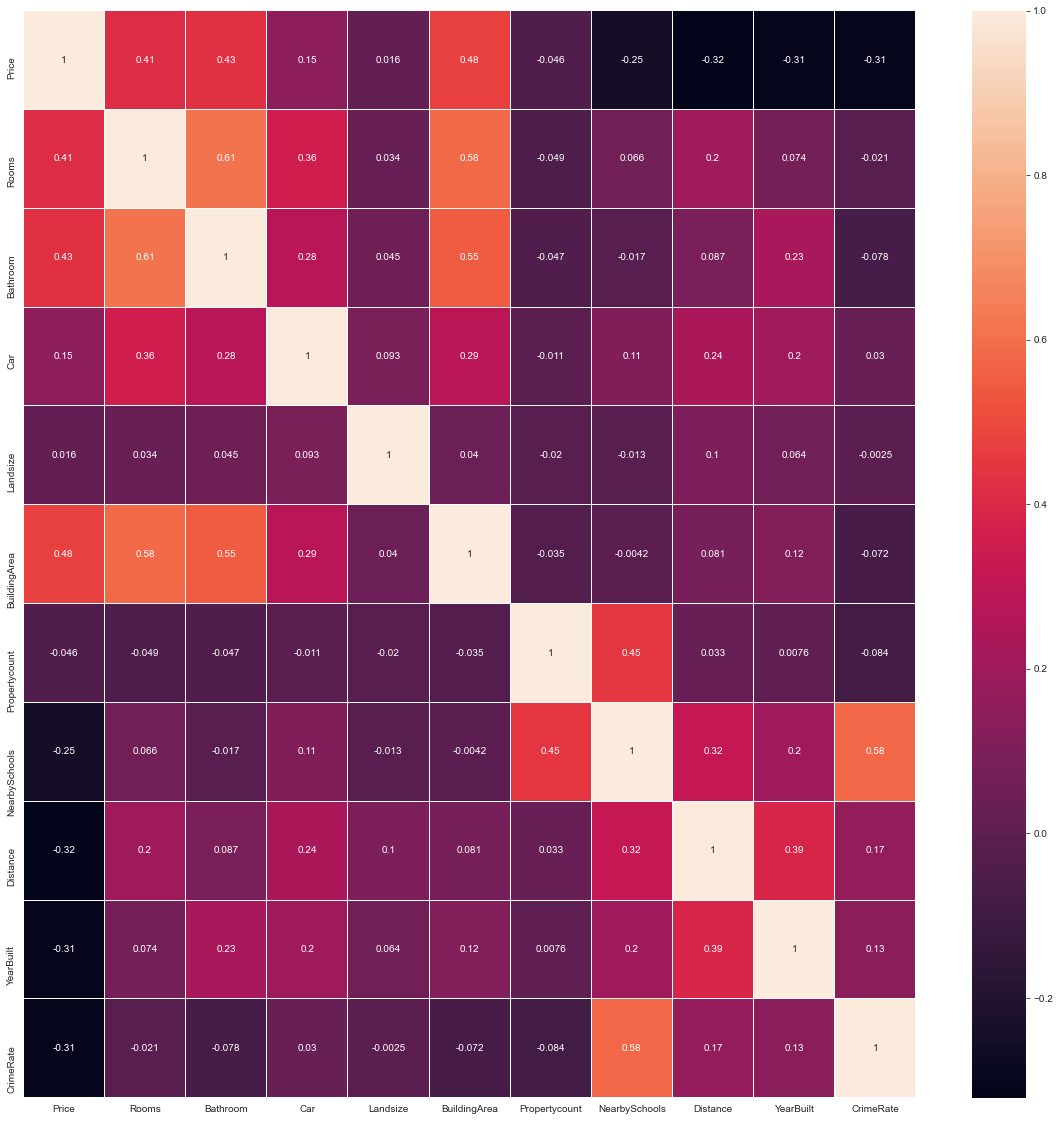 Price 1 0.41 0.43 0.15 0.016 0.48 -0.046 -0.25 -0.32 -0.31 -0.31
Rooms 0.41 1 0.61 0.36 0.034 0.58 -0.049 0.066 0.2 0.074 -0.021
Bathroom 0.43 0.61 1 0.28 0.045 0.55 -0.047 -0.017 0.087 0.23 -0.078
Car 0.15 0.36 0.28 1 0.093 0.29 -0.011 0.11 0.24 0.2 0.03
Landsize 0.016 0.034 0.045 0.093 1 0.04 -0.02 -0.013 0.1 0.064 -0.0025
BuildingArea 0.48 0.58 0.55 0.29 0.04 1 -0.035 -0.0042 0.081 0.12 -0.072
Propertycount -0.046 -0.049 -0.047 -0.011 -0.02 -0.035 1 0.45 0.033 0.0076 -0.084
NearbySchools -0.25 0.066 -0.017 0.11 -0.013 -0.0042 0.45 1 0.32 0.2 0.58
Distance -0.32 0.2 0.087 0.24 0.1 0.081 0.033 0.32 1 0.39 0.17
YearBuilt -0.31 0.074 0.23 0.2 0.064 0.12 0.0076 0.2 0.39 1 0.13
CrimeRate -0.31 -0.021 -0.078 0.03 -0.0025 -0.072 -0.084 0.58 0.17 0.13 1
Price Rooms Bathroom Car Landsize BuildingArea Propertycount NearbySchools Distance YearBuilt CrimeRate
1.0
0.8
0.6
0.4
0.2
0.0
−0.2